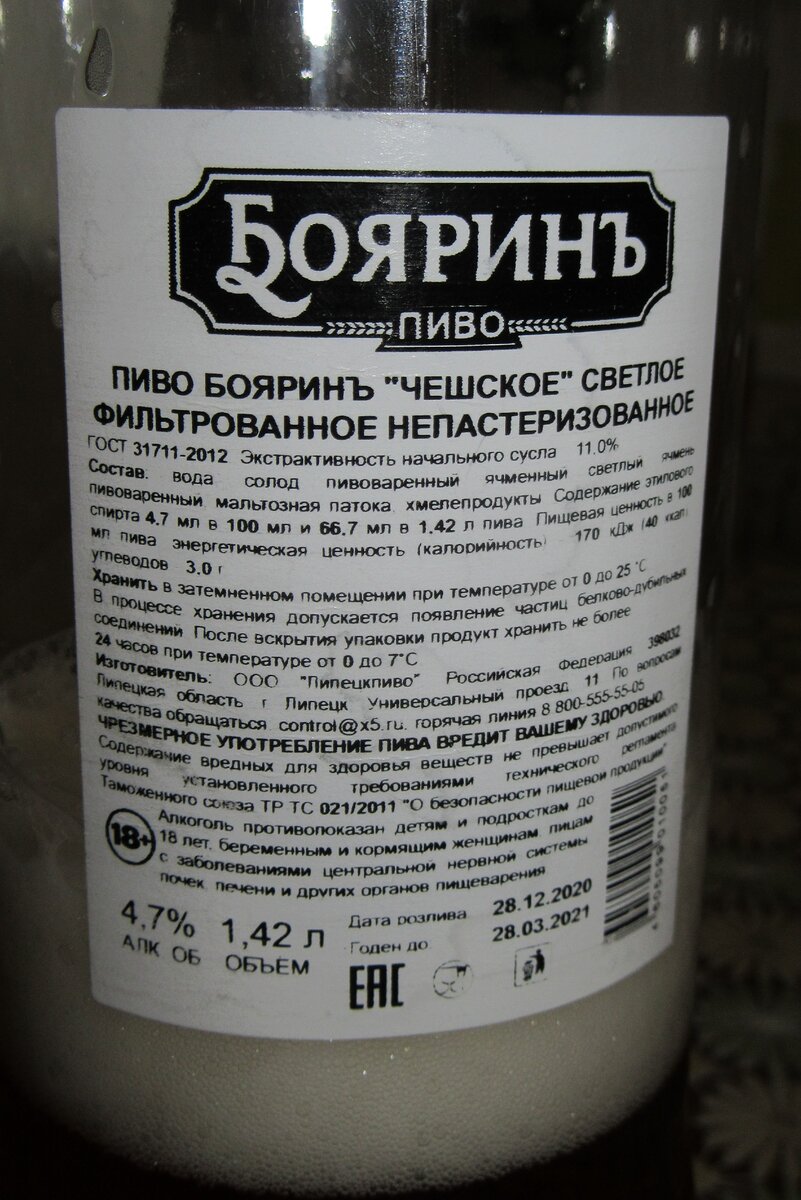 БОЯРИНЪ
ПИВО
ПИВО БОЯРИНЪ "ЧЕШСКОЕ" СВЕТЛОЕ
ФИЛЬТРОВАННОЕ НЕПАСТЕРИЗОВАННОЕ
ГОСТ 31711-2012 Экстрактивность начального сусла 11.0%
Состав: вода солод пивоваренный ячменный светлый ячмень
пивоваренный мальтозная патока хмелепродукты Содержание этилового
спирта 4.7 мл в 100 мл и 66.7 мл в 1.42 л пива Пищевая ценность в 100
мл пива энергетическая ценность (калорийность) 170 кДж (40 ккал)
углеводов 3.0 г
Хранить в затемненном помещении при температуре от 0 до 25 °C
В процессе хранения допускается появление частиц белково-дубильных
соединений После вскрытия упаковки продукт хранить не более
24 часов при температуре от 0 до 7°C
Изготовитель: ООО "Липецкпиво" Российская Федерация 398032
Липецкая область г Липецк Универсальный проезд 11 По вопросам
качества обращаться control@x5.ru. горячая линия 8 800-555-55-05
ЧРЕЗМЕРНОЕ УПОТРЕБЛЕНИЕ ПИВА ВРЕДИТ ВАШЕМУ ЗДОРОВЬЮ
Содержание вредных для здоровья веществ не превышает допустимого
уровня установленного требованиями технического регламента
Таможенного союза ТР ТС 021/2011 "О безопасности пищевой продукции"
18+
Алкоголь противопоказан детям и подросткам до
18 лет, беременным и кормящим женщинам, лицам
с заболеваниями центральной нервной системы
почек, печени и других органов пищеварения
4,7% 1,42 л
АЛК ОБ ОБЪЕМ
Дата розлива 28.12.2020
Годен до 28.03.2021
EAC